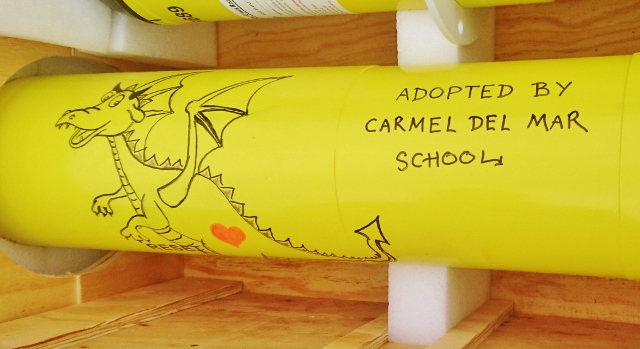 ADOPTED BY
CARMEL DEL MAR
SCHOOL